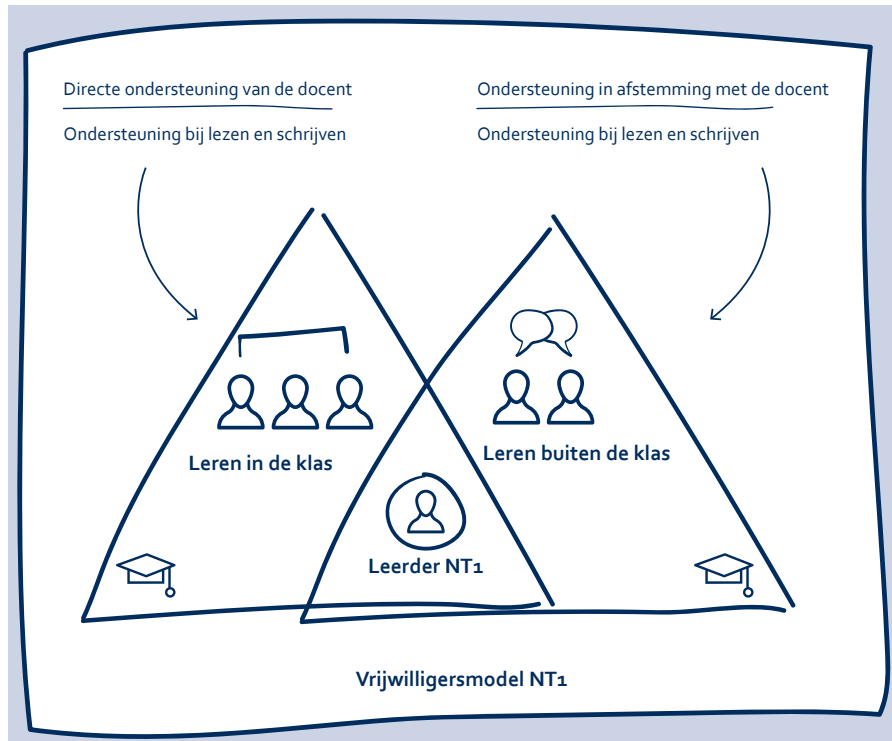 Directe ondersteuning van de docent
Ondersteuning bij lezen en schrijven
Ondersteuning in afstemming met de docent
Ondersteuning bij lezen en schrijven
Leren in de klas
Leren buiten de klas
Leerder NT1
Vrijwilligersmodel NT1